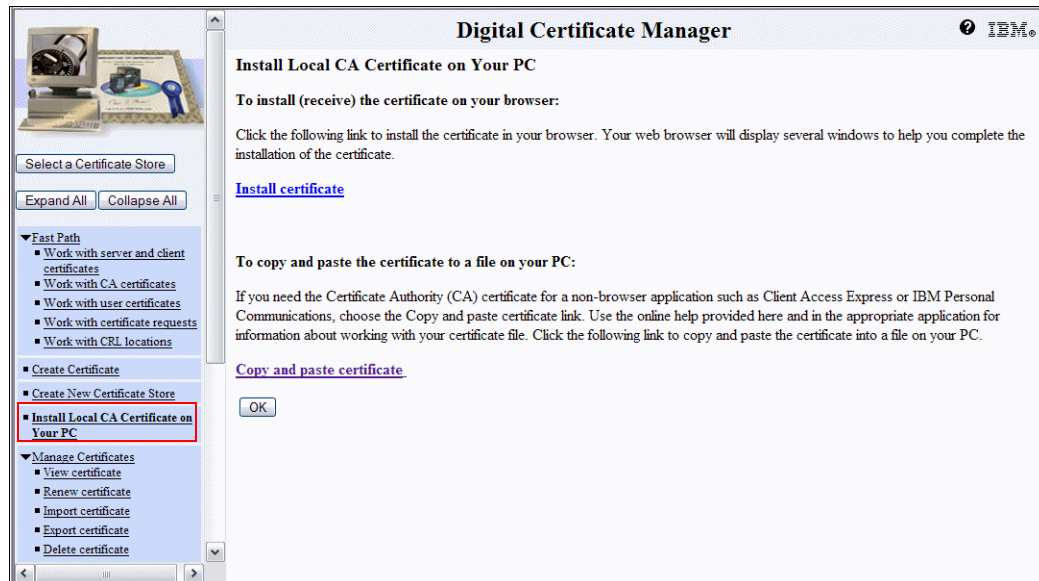 Digital Certificate Manager
IBM®
Select a Certificate Store
Expand All Collapse All
Fast Path
Work with server and client
certificates
Work with CA certificates
Work with user certificates
Work with certificate requests
Work with CRL locations
Create Certificate
Create New Certificate Store
Install Local CA Certificate on
Your PC
Manage Certificates
View certificate
Renew certificate
Import certificate
Export certificate
Delete certificate
Install Local CA Certificate on Your PC
To install (receive) the certificate on your browser:
Click the following link to install the certificate in your browser. Your web browser will display several windows to help you complete the
installation of the certificate.
Install certificate
To copy and paste the certificate to a file on your PC:
If you need the Certificate Authority (CA) certificate for a non-browser application such as Client Access Express or IBM Personal
Communications, choose the Copy and paste certificate link. Use the online help provided here and in the appropriate application for
information about working with your certificate file. Click the following link to copy and paste the certificate into a file on your PC.
Copy and paste certificate
OK